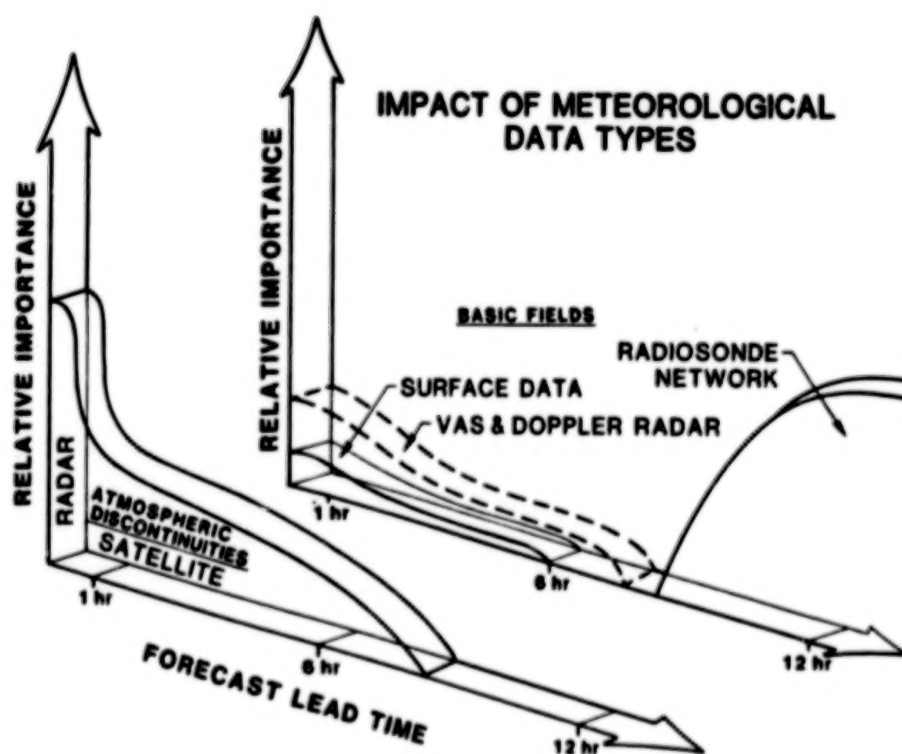 IMPACT OF METEOROLOGICAL
DATA TYPES
RELATIVE IMPORTANCE
RADAR
ATMOSPHERIC
DISCONTINUITIES
SATELLITE
1 hr
6 hr
12 hr
FORECAST LEAD TIME
RELATIVE IMPORTANCE
BASIC FIELDS
SURFACE DATA
VAS & DOPPLER RADAR
RADIOSONDE
NETWORK
1 hr
6 hr
12 hr